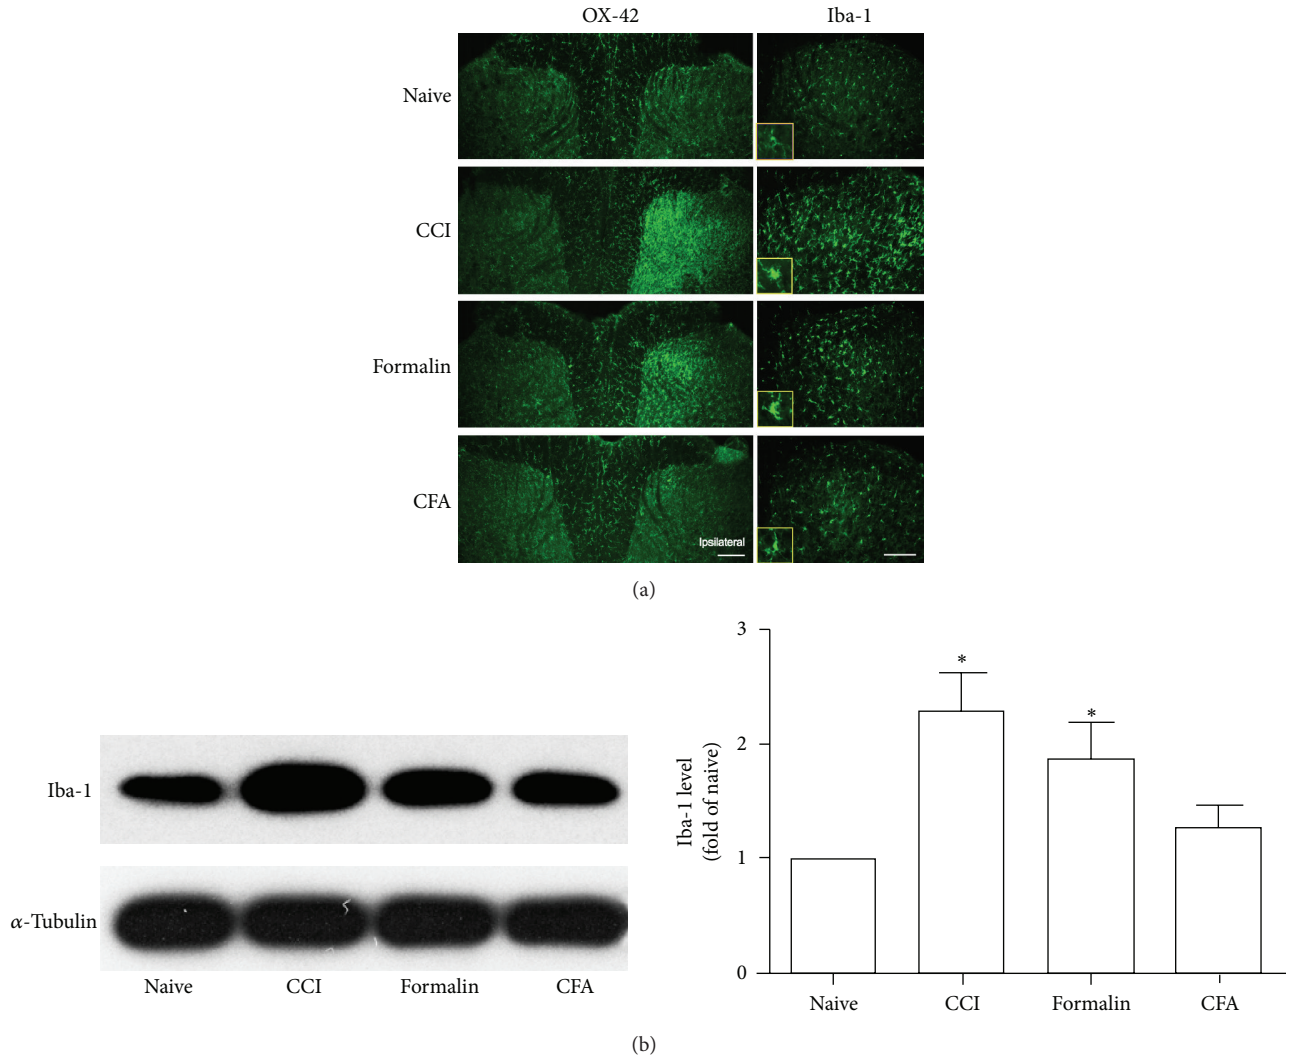 OX-42 Iba-1
Naive
CCI
Formalin
CFA
Ipsilateral
(a)
Iba-1
α-Tubulin
Naive CCI Formalin CFA
Iba-1 level
(fold of naive)
3
2
1
0
* *
Naive CCI Formalin CFA
(b)